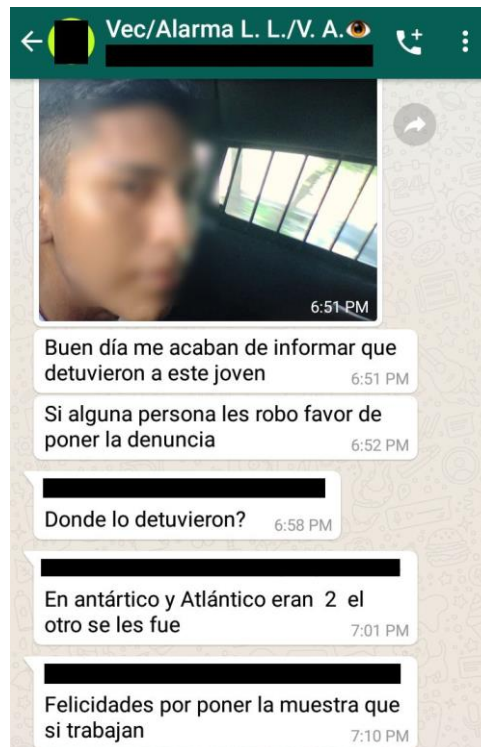 Vec/Alarma L. L./V. A.👁
6:51 PM
Buen día me acaban de informar que
detuvieron a este joven
6:51 PM
Si alguna persona les robo favor de
poner la denuncia
6:52 PM
Donde lo detuvieron?
6:58 PM
En antártico y Atlántico eran 2 el
otro se les fue
7:01 PM
Felicidades por poner la muestra que
si trabajan
7:10 PM